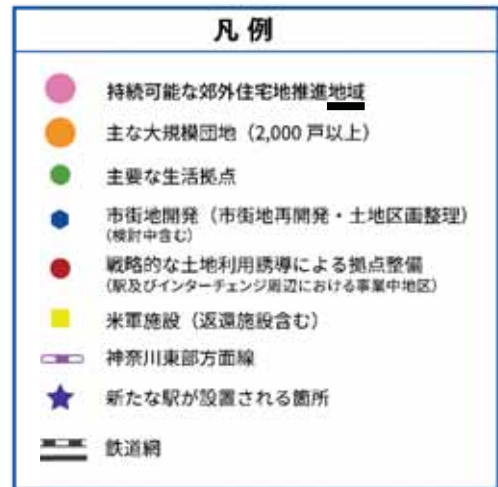 凡例
持続可能な郊外住宅地推進地域
主な大規模団地（2,000 戸以上）
主要な生活拠点
市街地開発（市街地再開発・土地区画整理）
（検討中含む）
戦略的な土地利用誘導による拠点整備
（駅及びインターチェンジ周辺における事業中地区）
米軍施設（返還施設含む）
神奈川東部方面線
新たな駅が設置される箇所
鉄道網